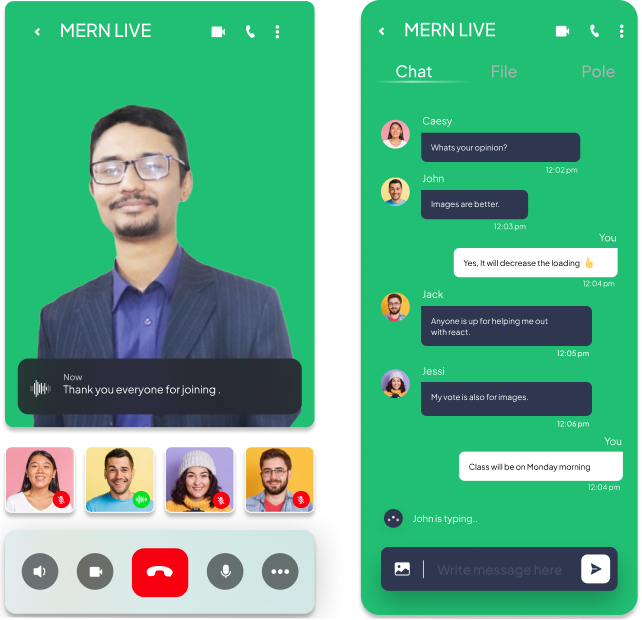 MERN LIVE
Now
Thank you everyone for joining .
MERN LIVE
Chat File Pole
Caesy
Whats your opinion?
12:02 pm
John
Images are better.
12:03 pm
You
Yes, It will decrease the loading 👍
12:04 pm
Jack
Anyone is up for helping me out
with react.
12:05 pm
Jessi
My vote is also for images.
12:06 pm
You
Class will be on Monday morning
12:04 pm
John is typing..
Write message here